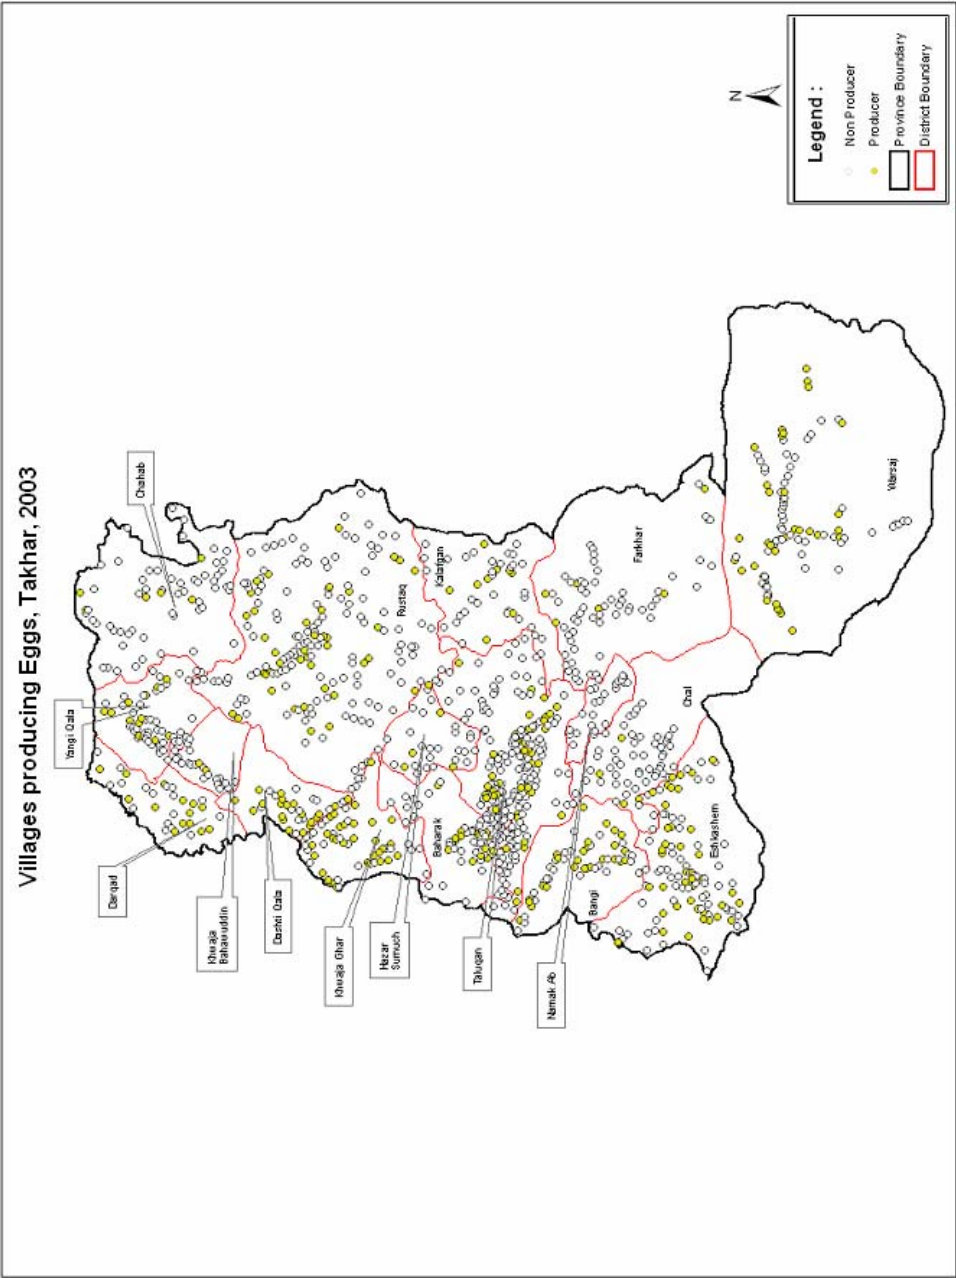 Villages producing Eggs, Takhar, 2003
Yangi Qala
Chahab
Darqad
Khwaja
Bahawuddin
Dashti Qala
Rustaq
Khwaja Ghar
Kalafgan
Hazar
Sumuch
Baharak
Taluqan
Farkhar
Namak Ab
Bangi
Chal
Eshkashem
Warsaj
N
Legend :
Non Producer
Producer
Province Boundary
District Boundary